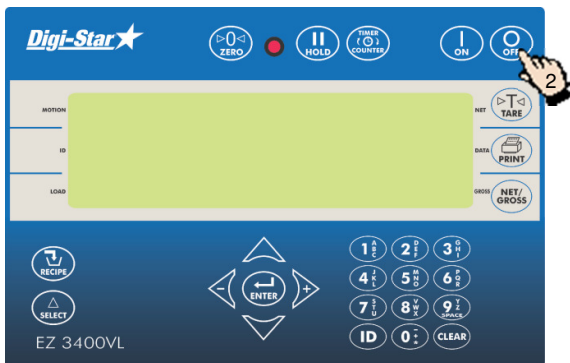 Digi-Star
▷0◁ ZERO
HOLD
TIMER COUNTER
ON
OFF
2
MOTION
NET
▷T◁ TARE
ID
DATA
PRINT
LOAD
GROSS
NET/ GROSS
RECIPE
SELECT
- ENTER +
1 A B C
2 D E F
3 G H I
4 J K L
5 M N O
6 P Q R
7 S T U
8 V W X
9 Y Z SPACE
ID
0 - +
CLEAR
EZ 3400VL